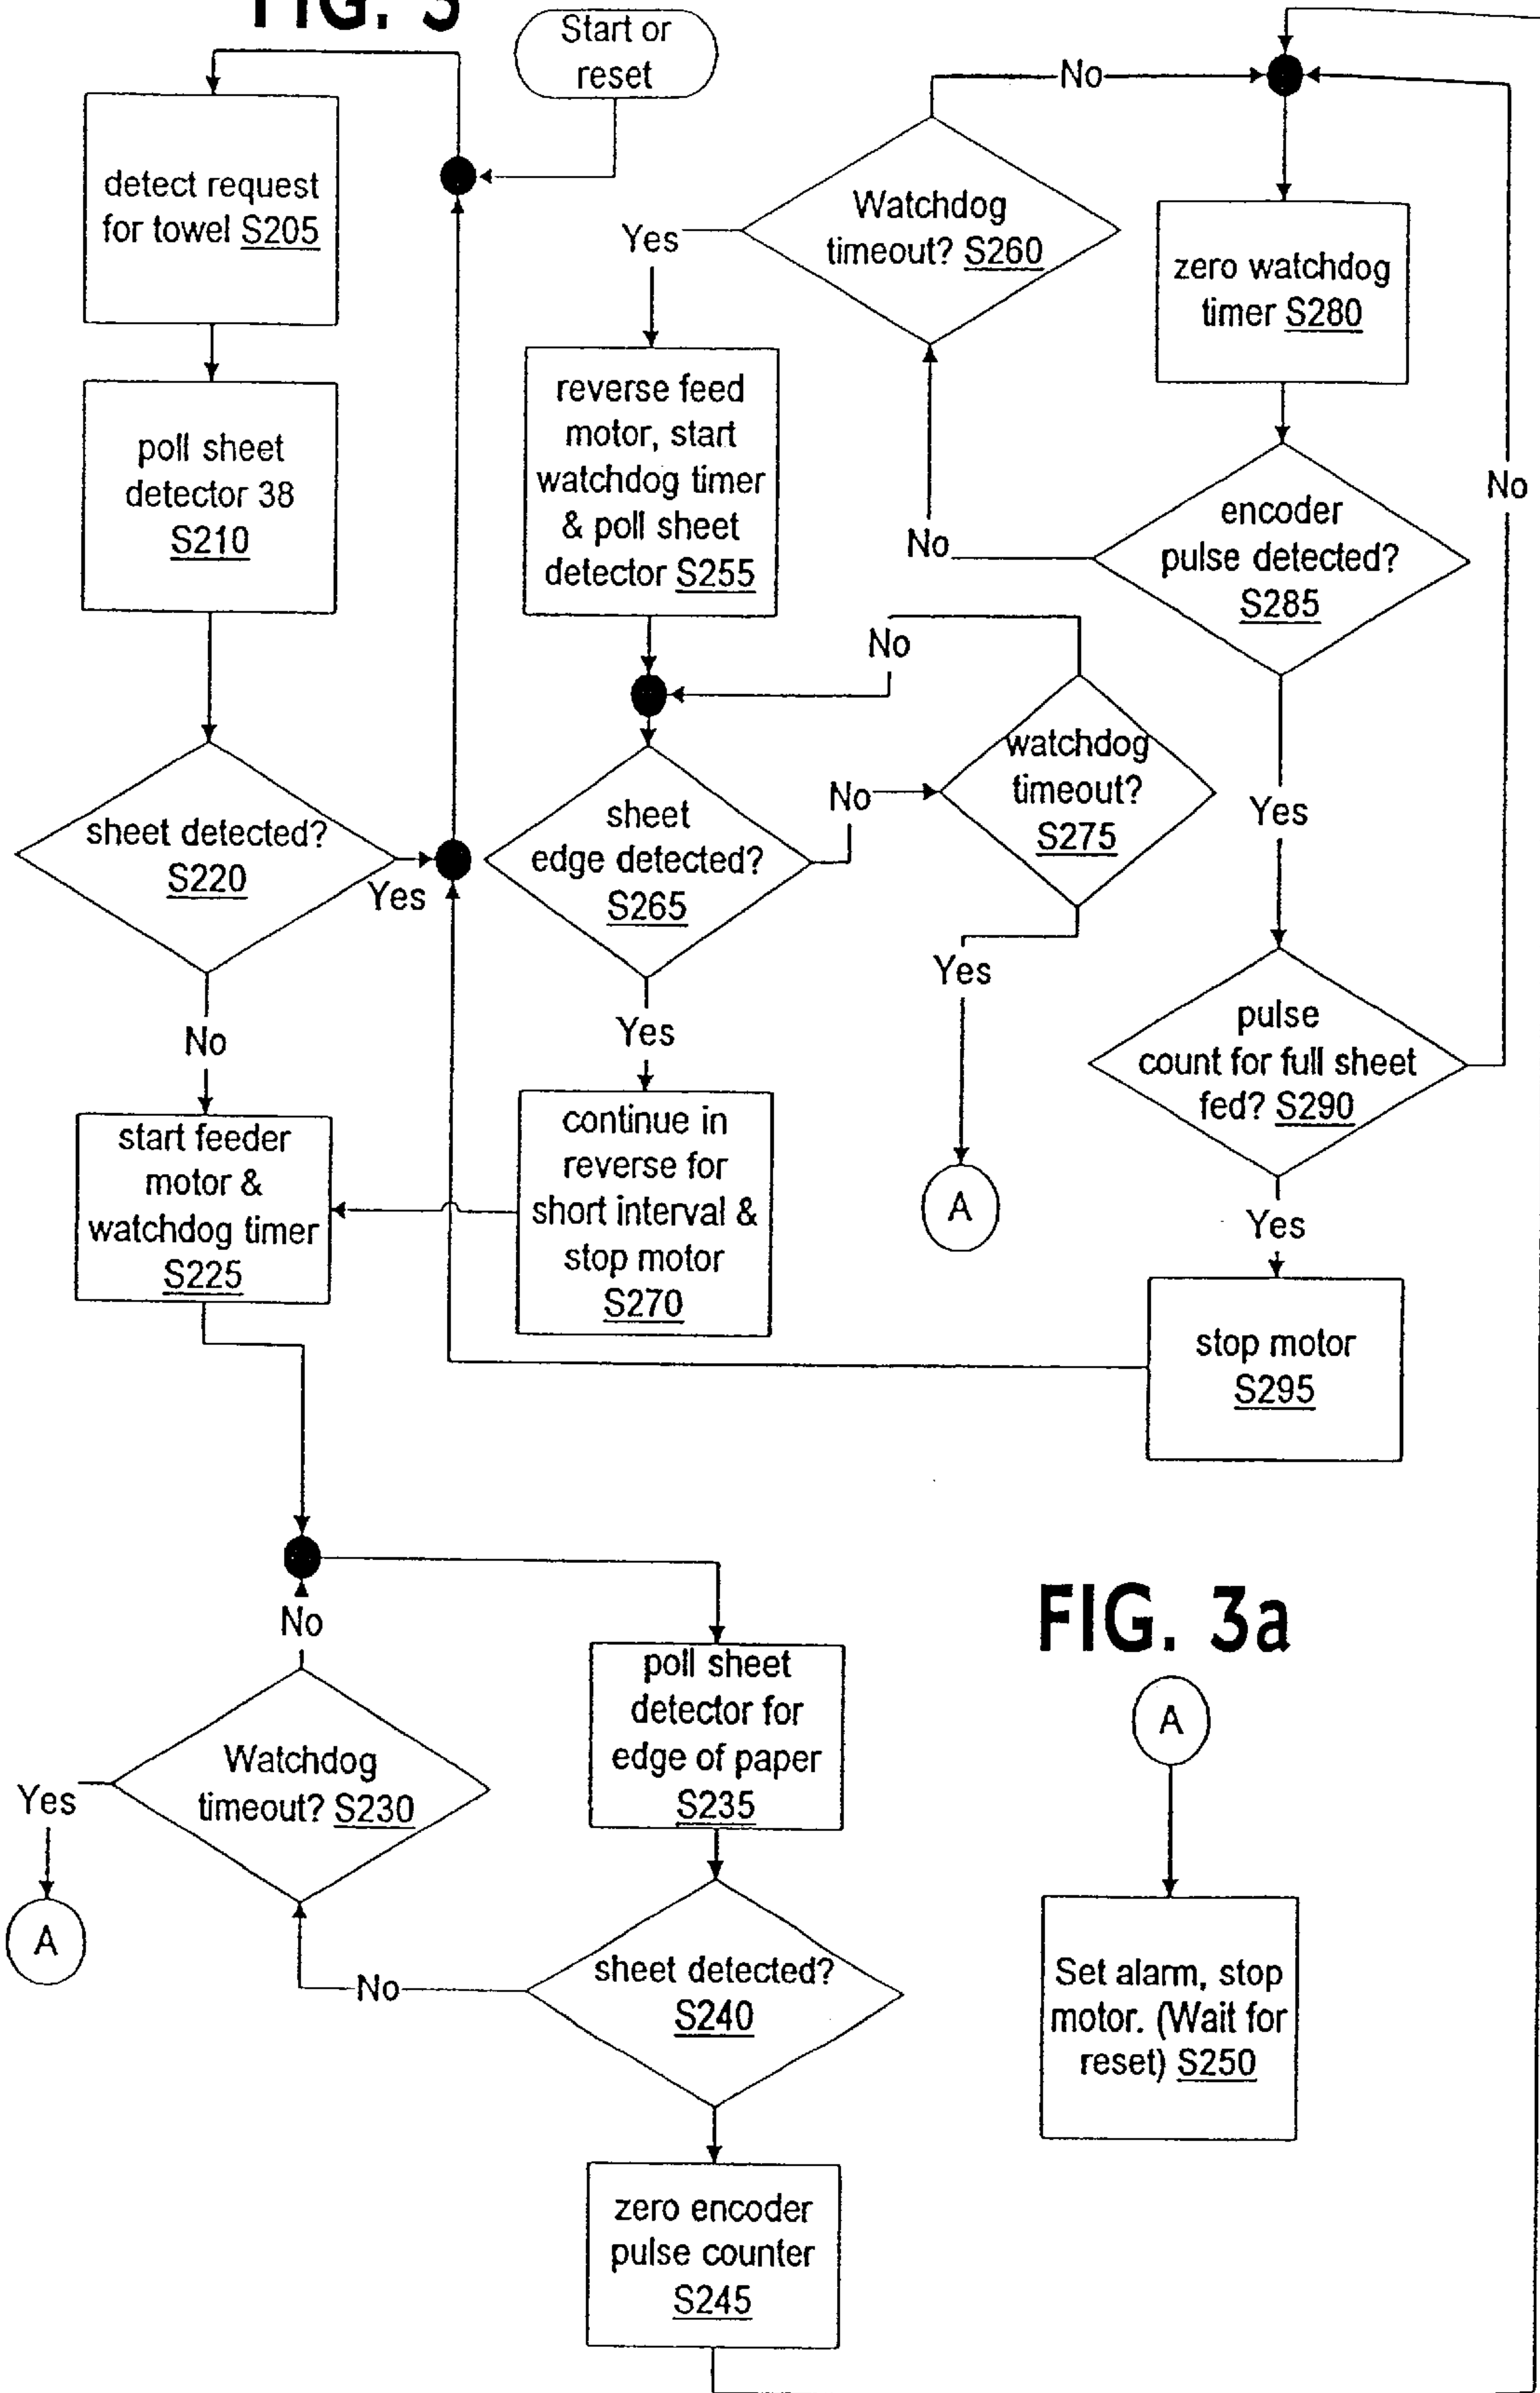 FIG. 3
Start or
reset
detect request
for towel S205
poll sheet
detector 38
S210
sheet detected?
S220
Yes
No
start feeder
motor &
watchdog timer
S225
No
Watchdog
timeout? S260
Yes
reverse feed
motor, start
watchdog timer
& poll sheet
detector S255
sheet
edge detected?
S265
No
watchdog
timeout?
S275
No
Yes
A
Yes
continue in
reverse for
short interval &
stop motor
S270
zero watchdog
timer S280
encoder
pulse detected?
S285
No
Yes
pulse
count for full sheet
fed? S290
No
Yes
stop motor
S295
No
Watchdog
timeout? S230
Yes
A
poll sheet
detector for
edge of paper
S235
sheet detected?
S240
No
zero encoder
pulse counter
S245
FIG. 3a
A
Set alarm, stop
motor. (Wait for
reset) S250